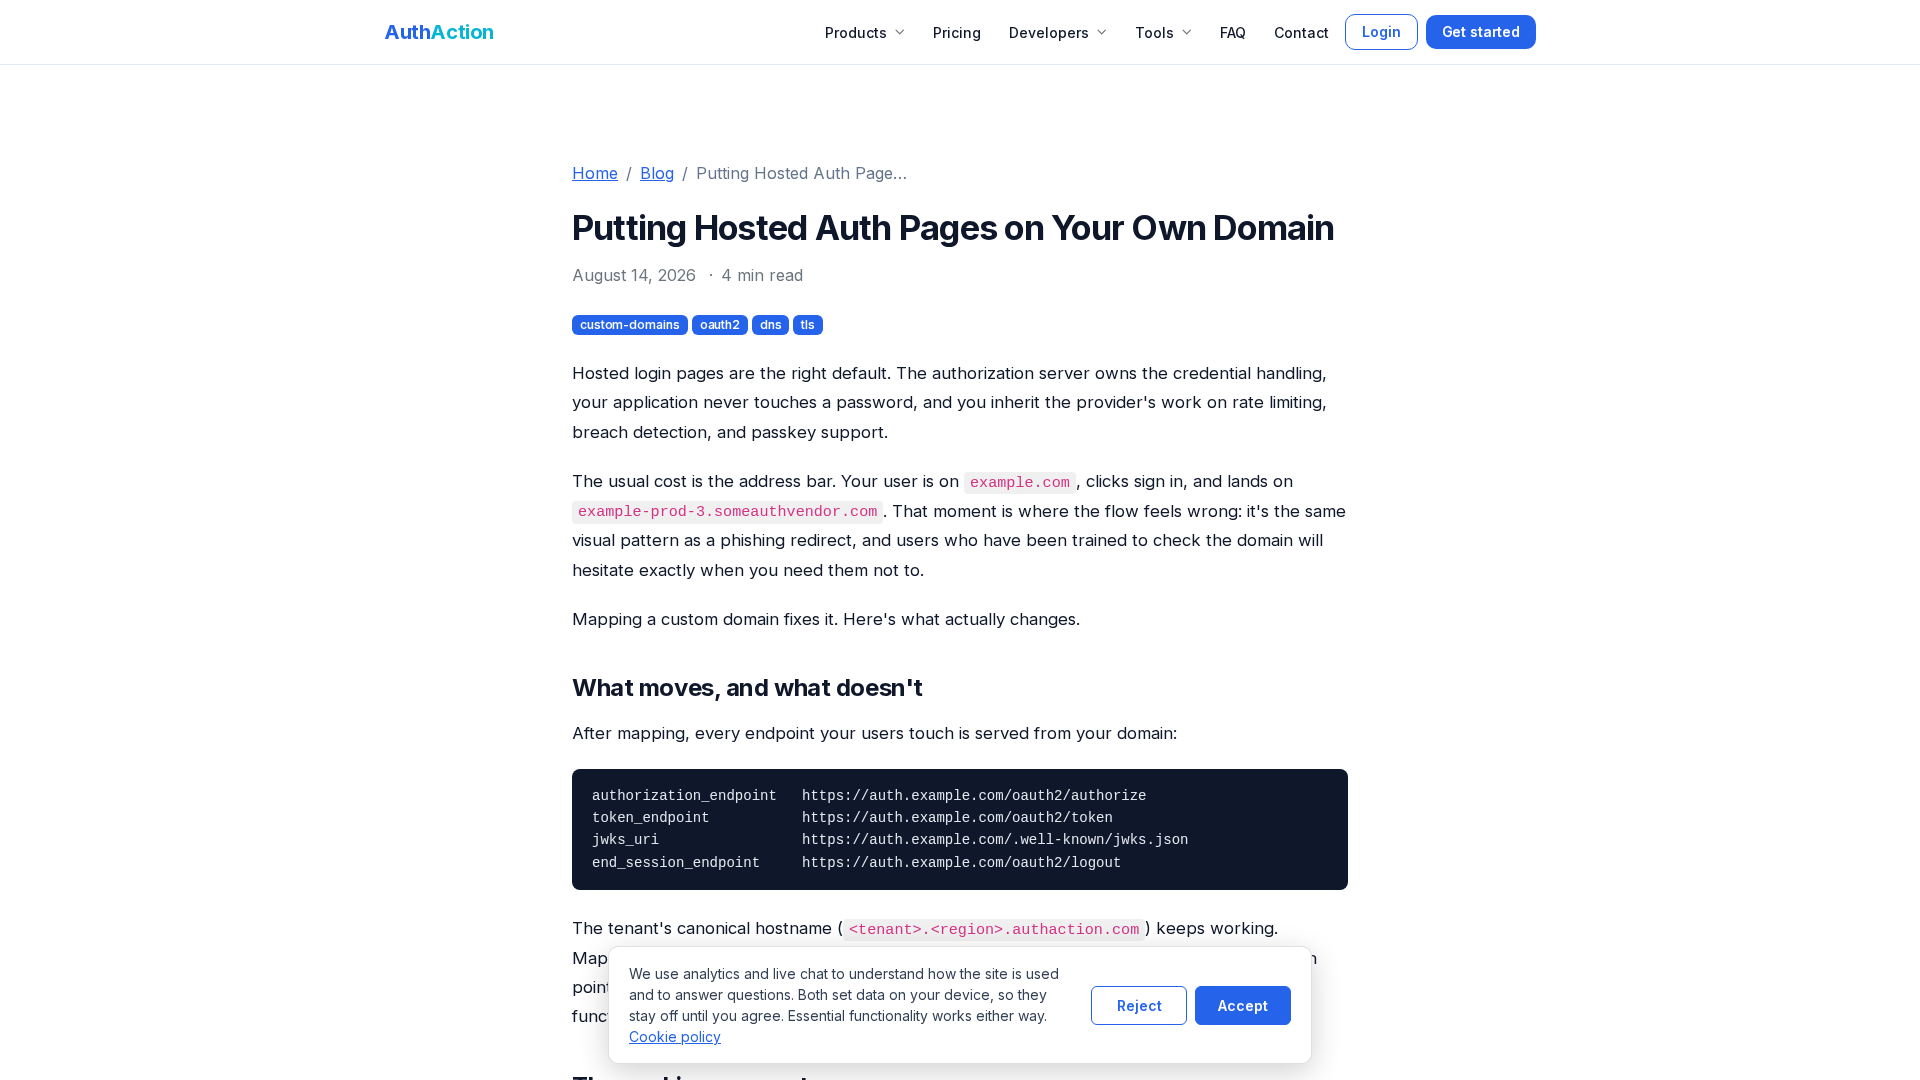 AuthAction
Products
Pricing
Developers
Tools
FAQ
Contact
Login
Get started
Home / Blog / Putting Hosted Auth Page...
Putting Hosted Auth Pages on Your Own Domain
August 14, 2026 · 4 min read
custom-domains oauth2 dns tls
Hosted login pages are the right default. The authorization server owns the credential handling,
your application never touches a password, and you inherit the provider's work on rate limiting,
breach detection, and passkey support.
The usual cost is the address bar. Your user is on example.com, clicks sign in, and lands on
example-prod-3.someauthvendor.com. That moment is where the flow feels wrong: it's the same
visual pattern as a phishing redirect, and users who have been trained to check the domain will
hesitate exactly when you need them not to.
Mapping a custom domain fixes it. Here's what actually changes.
What moves, and what doesn't
After mapping, every endpoint your users touch is served from your domain:
authorization_endpoint https://auth.example.com/oauth2/authorize
token_endpoint https://auth.example.com/oauth2/token
jwks_uri https://auth.example.com/.well-known/jwks.json
end_session_endpoint https://auth.example.com/oauth2/logout
The tenant's canonical hostname (<tenant>.<region>.authaction.com) keeps working.
We use analytics and live chat to understand how the site is used
and to answer questions. Both set data on your device, so they
stay off until you agree. Essential functionality works either way.
Cookie policy
Reject
Accept